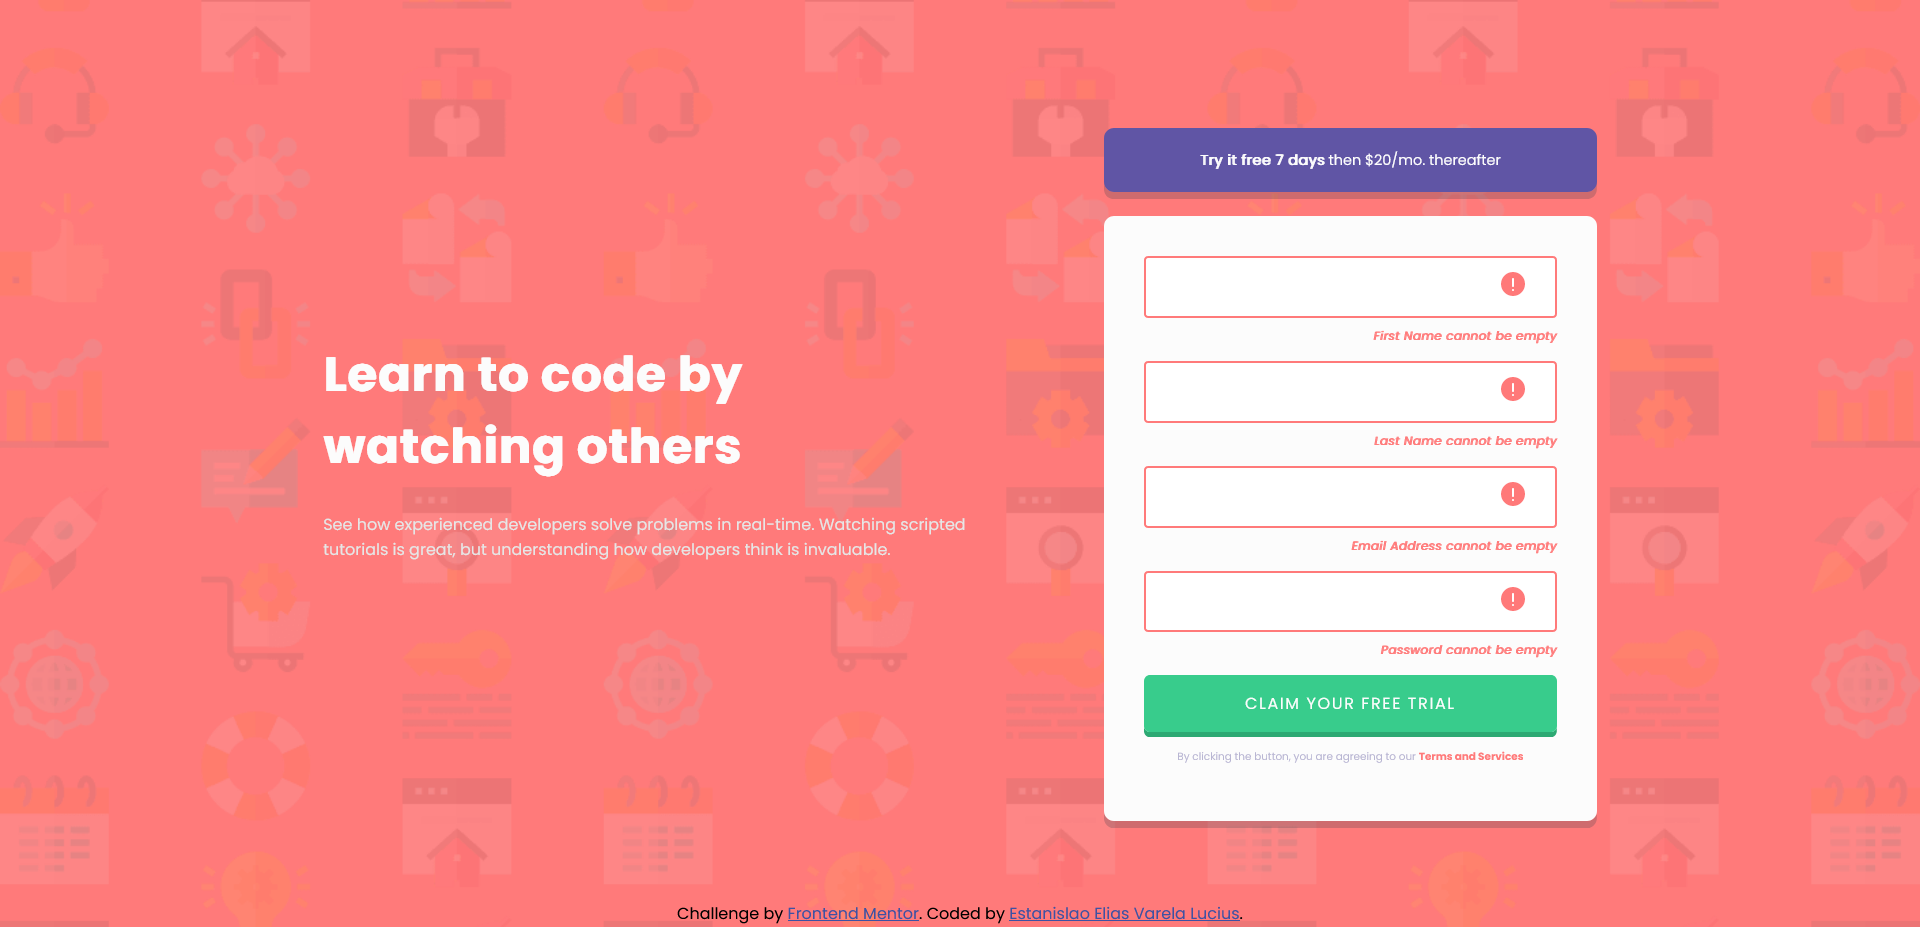 Try it free 7 days then $20/mo. thereafter
Learn to code by
watching others
See how experienced developers solve problems in real-time. Watching scripted
tutorials is great, but understanding how developers think is invaluable.
First Name cannot be empty
Last Name cannot be empty
Email Address cannot be empty
Password cannot be empty
CLAIM YOUR FREE TRIAL
By clicking the button, you are agreeing to our Terms and Services
Challenge by Frontend Mentor. Coded by Estanislao Elias Varela Lucius.